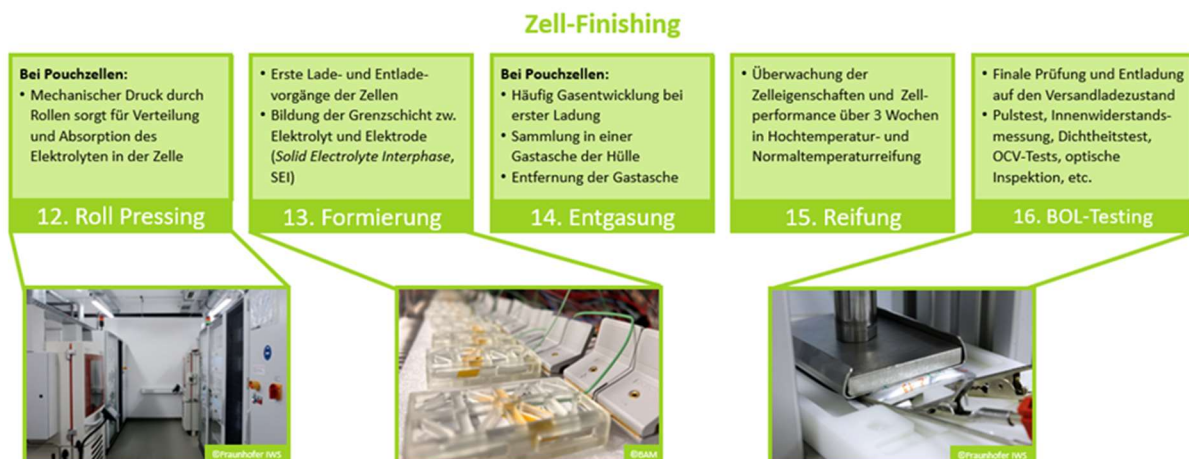 Zell-Finishing
Bei Pouchzellen:
• Mechanischer Druck durch
Rollen sorgt für Verteilung
und Absorption des
Elektrolyten in der Zelle
12. Roll Pressing
• Erste Lade- und Entlade-
vorgänge der Zellen
• Bildung der Grenzschicht zw.
Elektrolyt und Elektrode
(Solid Electrolyte Interphase,
SEI)
13. Formierung
Bei Pouchzellen:
• Häufig Gasentwicklung bei
erster Ladung
• Sammlung in einer
Gastasche der Hülle
• Entfernung der Gastasche
14. Entgasung
• Überwachung der
Zelleigenschaften und Zell-
performance über 3 Wochen
in Hochtemperatur- und
Normaltemperaturreifung
15. Reifung
• Finale Prüfung und Entladung
auf den Versandladezustand
• Pulstest, Innenwiderstands-
messung, Dichtheitstest,
OCV-Tests, optische
Inspektion, etc.
16. BOL-Testing
©Fraunhofer IWS
©BAM
©Fraunhofer IWS